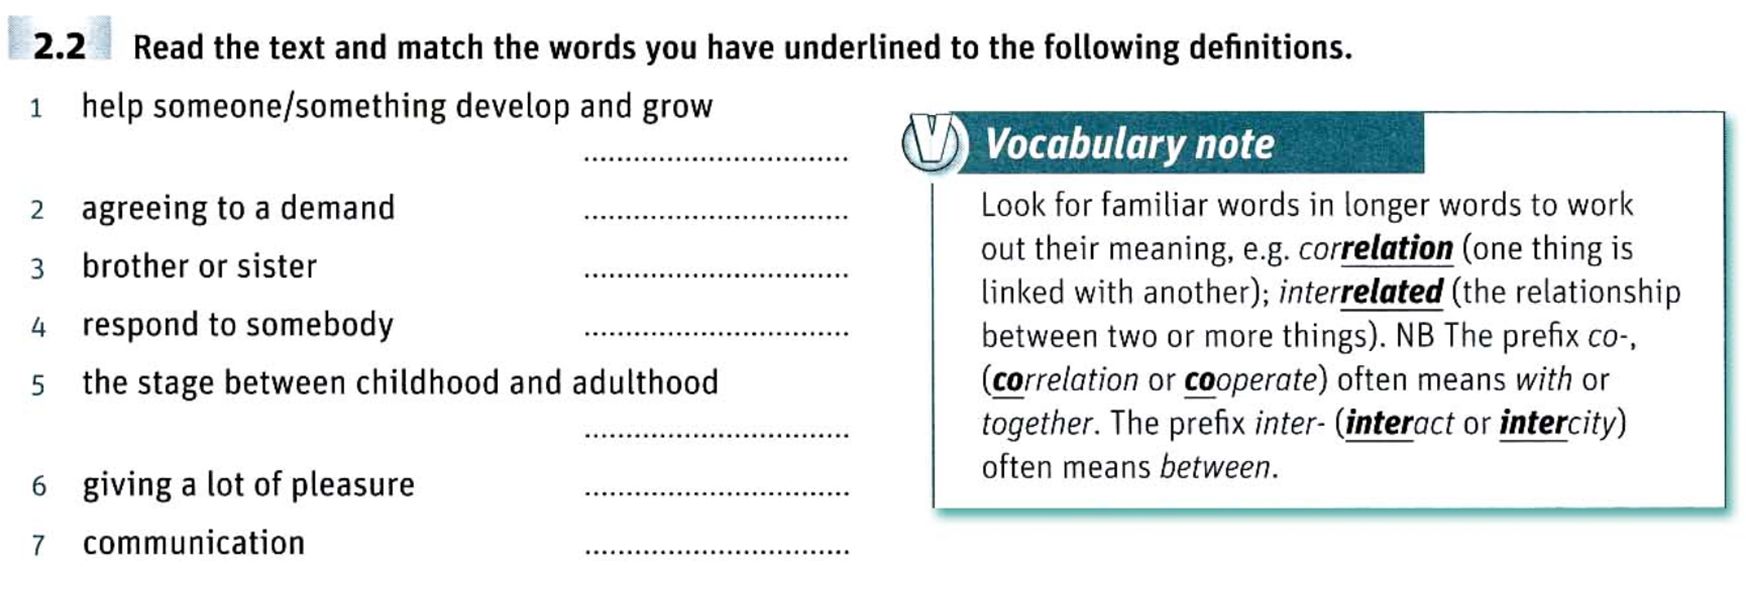 2.2 Read the text and match the words you have underlined to the following definitions.
1 help someone/something develop and grow
..............................
2 agreeing to a demand ..............................
3 brother or sister ..............................
4 respond to somebody ..............................
5 the stage between childhood and adulthood
..............................
6 giving a lot of pleasure ..............................
7 communication ..............................
V Vocabulary note
Look for familiar words in longer words to work
out their meaning, e.g. correlation (one thing is
linked with another); interrelated (the relationship
between two or more things). NB The prefix co-,
(correlation or cooperate) often means with or
together. The prefix inter- (interact or intercity)
often means between.